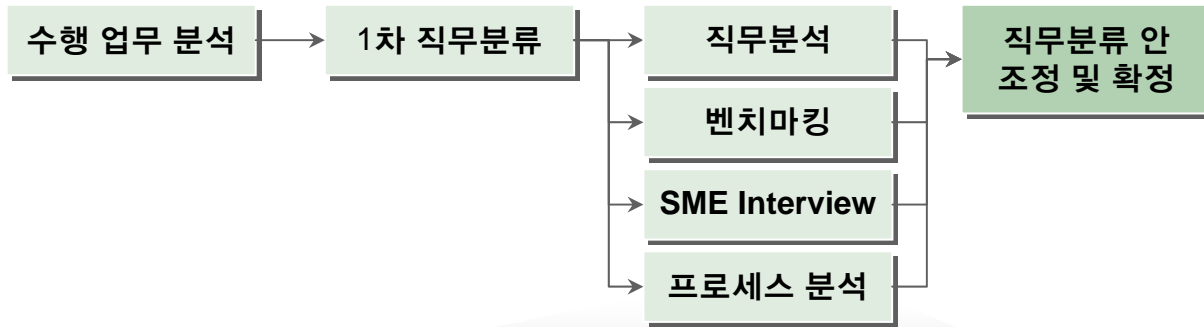 수행 업무 분석
1차 직무분류
직무분석
벤치마킹
SME Interview
프로세스 분석
직무분류 안
조정 및 확정